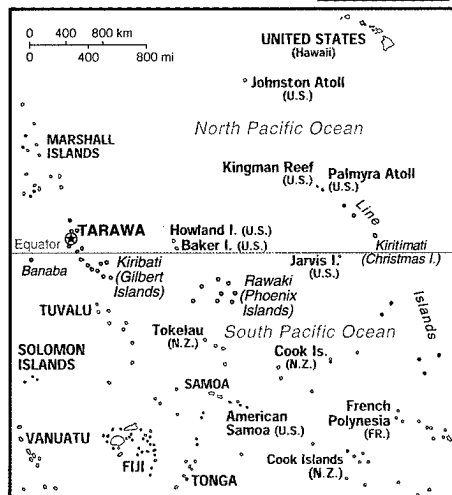 0 400 800 km
0 400 800 mi
UNITED STATES
(Hawaii)
Johnston Atoll
(U.S.)
North Pacific Ocean
MARSHALL
ISLANDS
Kingman Reef
(U.S.)
Palmyra Atoll
(U.S.)
Line
TARAWA
Howland I. (U.S.)
Baker I. (U.S.)
Equator
Jarvis I.
(U.S.)
Kiritimati
(Christmas I.)
Banaba
Kiribati
(Gilbert
Islands)
Rawaki
(Phoenix
Islands)
Islands
TUVALU
South Pacific Ocean
Tokelau
(N.Z.)
SOLOMON
ISLANDS
Cook Is.
(N.Z.)
SAMOA
American
Samoa (U.S.)
French
Polynesia
(FR.)
VANUATU
FIJI
Cook Islands
(N.Z.)
TONGA